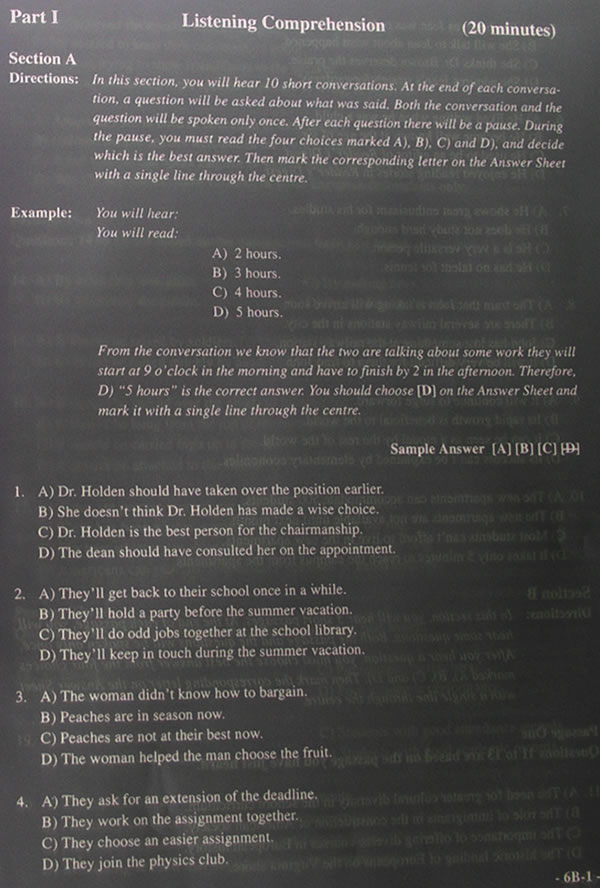 Part I Listening Comprehension (20 minutes)
Section A
Directions: In this section, you will hear 10 short conversations. At the end of each conversa-
tion, a question will be asked about what was said. Both the conversation and the
question will be spoken only once. After each question there will be a pause. During
the pause, you must read the four choices marked A), B), C) and D), and decide
which is the best answer. Then mark the corresponding letter on the Answer Sheet
with a single line through the centre.
Example: You will hear:
You will read:
A) 2 hours.
B) 3 hours.
C) 4 hours.
D) 5 hours.
From the conversation we know that the two are talking about some work they will
start at 9 o'clock in the morning and have to finish by 2 in the afternoon. Therefore,
D) "5 hours" is the correct answer. You should choose [D] on the Answer Sheet and
mark it with a single line through the centre.
Sample Answer [A] [B] [C] [D]
1. A) Dr. Holden should have taken over the position earlier.
B) She doesn't think Dr. Holden has made a wise choice.
C) Dr. Holden is the best person for the chairmanship.
D) The dean should have consulted her on the appointment.
2. A) They'll get back to their school once in a while.
B) They'll hold a party before the summer vacation.
C) They'll do odd jobs together at the school library.
D) They'll keep in touch during the summer vacation.
3. A) The woman didn't know how to bargain.
B) Peaches are in season now.
C) Peaches are not at their best now.
D) The woman helped the man choose the fruit.
4. A) They ask for an extension of the deadline.
B) They work on the assignment together.
C) They choose an easier assignment.
D) They join the physics club.
- 6B-1 -